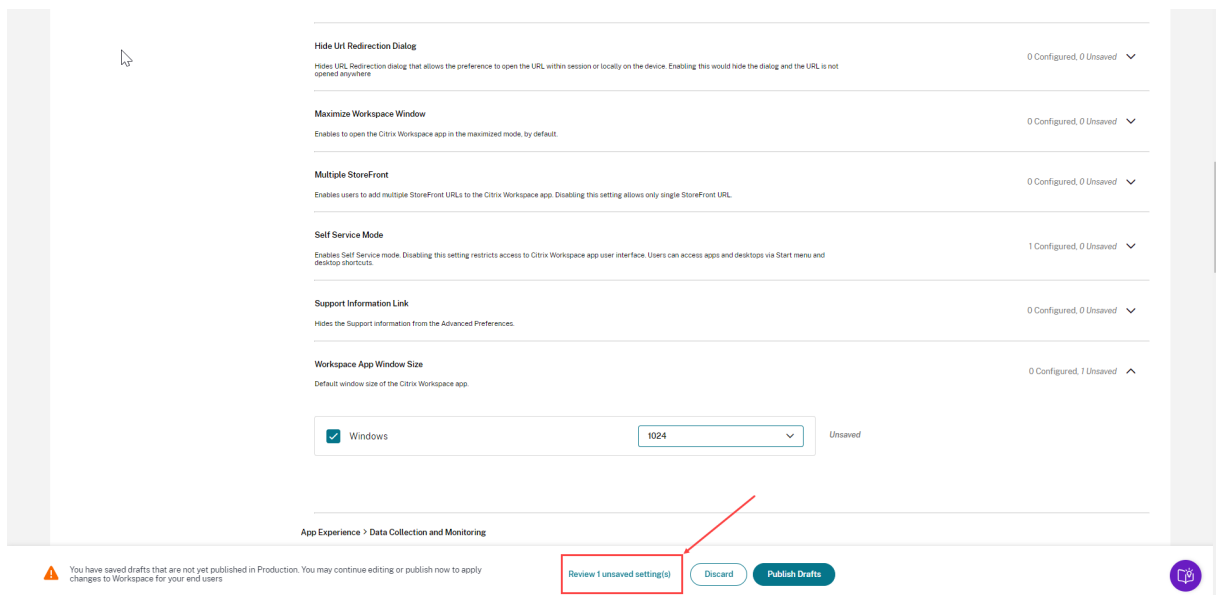 Hide Url Redirection Dialog
0 Configured, 0 Unsaved
Hides URL Redirection dialog that allows the preference to open the URL within session or locally on the device. Enabling this would hide the dialog and the URL is not
opened anywhere
Maximize Workspace Window
0 Configured, 0 Unsaved
Enables to open the Citrix Workspace app in the maximized mode, by default.
Multiple StoreFront
0 Configured, 0 Unsaved
Enables users to add multiple StoreFront URLs to the Citrix Workspace app. Disabling this setting allows only single StoreFront URL.
Self Service Mode
1 Configured, 0 Unsaved
Enables Self Service mode. Disabling this setting restricts access to Citrix Workspace app user interface. Users can access apps and desktops via Start menu and
desktop shortcuts.
Support Information Link
0 Configured, 0 Unsaved
Hides the Support information from the Advanced Preferences.
Workspace App Window Size
0 Configured, 1 Unsaved
Default window size of the Citrix Workspace app.
Windows
1024
Unsaved
App Experience > Data Collection and Monitoring
You have saved drafts that are not yet published in Production. You may continue editing or publish now to apply
changes to Workspace for your end users
Review 1 unsaved setting(s)
Discard
Publish Drafts